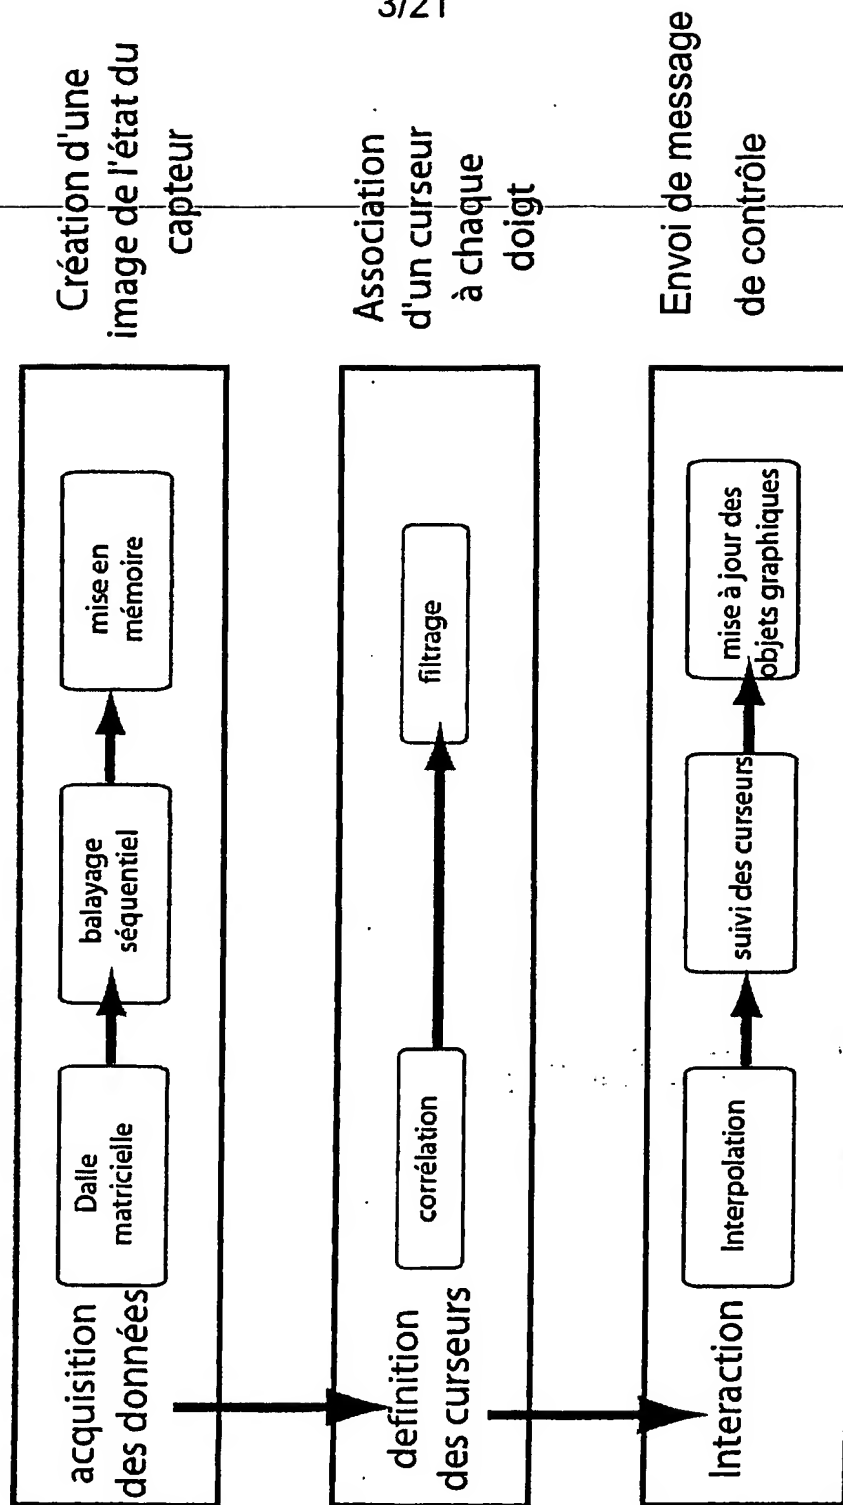 3/21
acquisition
des données
Dalle
matricielle
balayage
séquentiel
mise en
mémoire
Création d'une
image de l'état du
capteur
definition
des curseurs
corrélation
filtrage
Association
d'un curseur
à chaque
doigt
Interaction
Interpolation
suivi des curseurs
mise à jour des
objets graphiques
Envoi de message
de contrôle